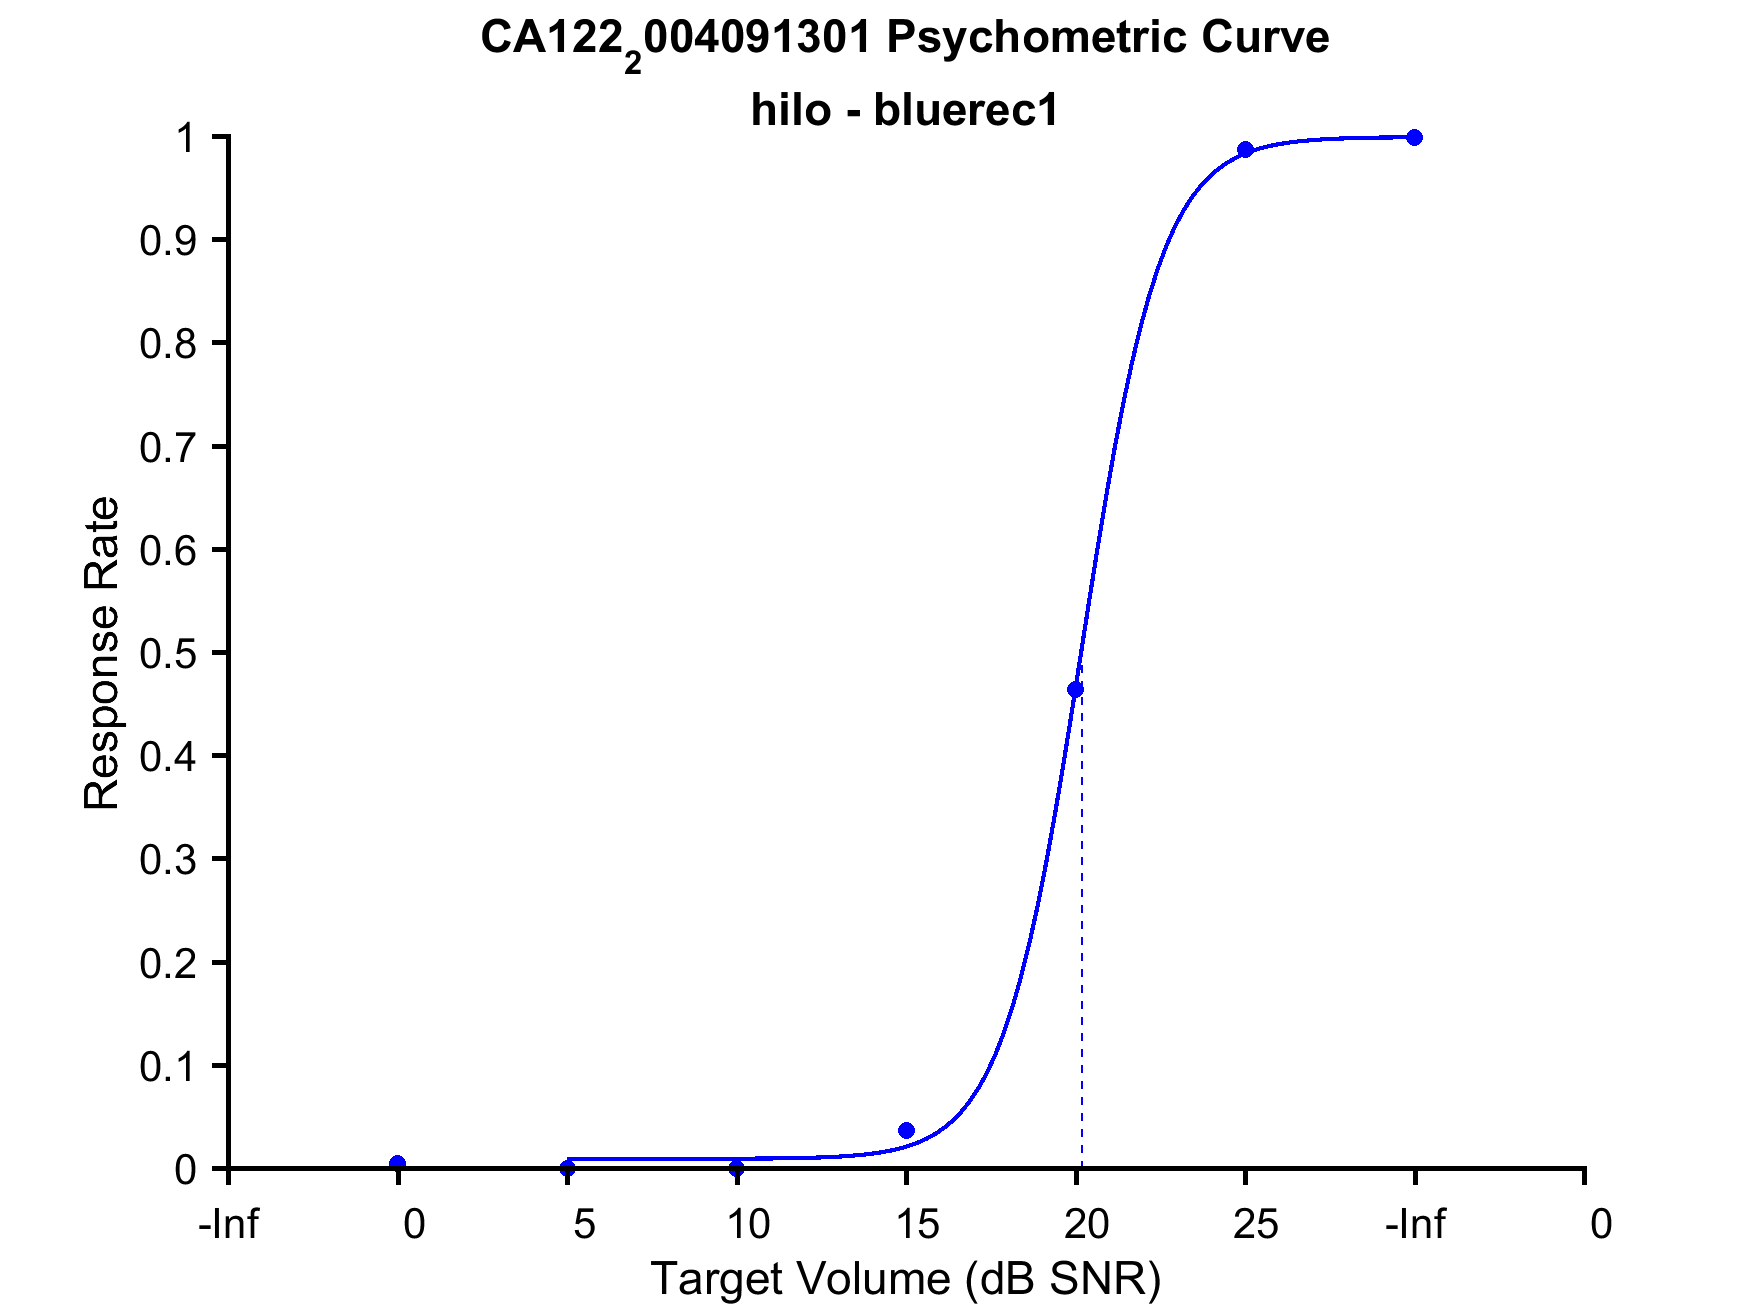 CA122₂004091301 Psychometric Curve
hilo - bluerec1
1
0.9
0.8
0.7
0.6
0.5
0.4
0.3
0.2
0.1
0
Response Rate
-Inf 0 5 10 15 20 25 -Inf 0
Target Volume (dB SNR)